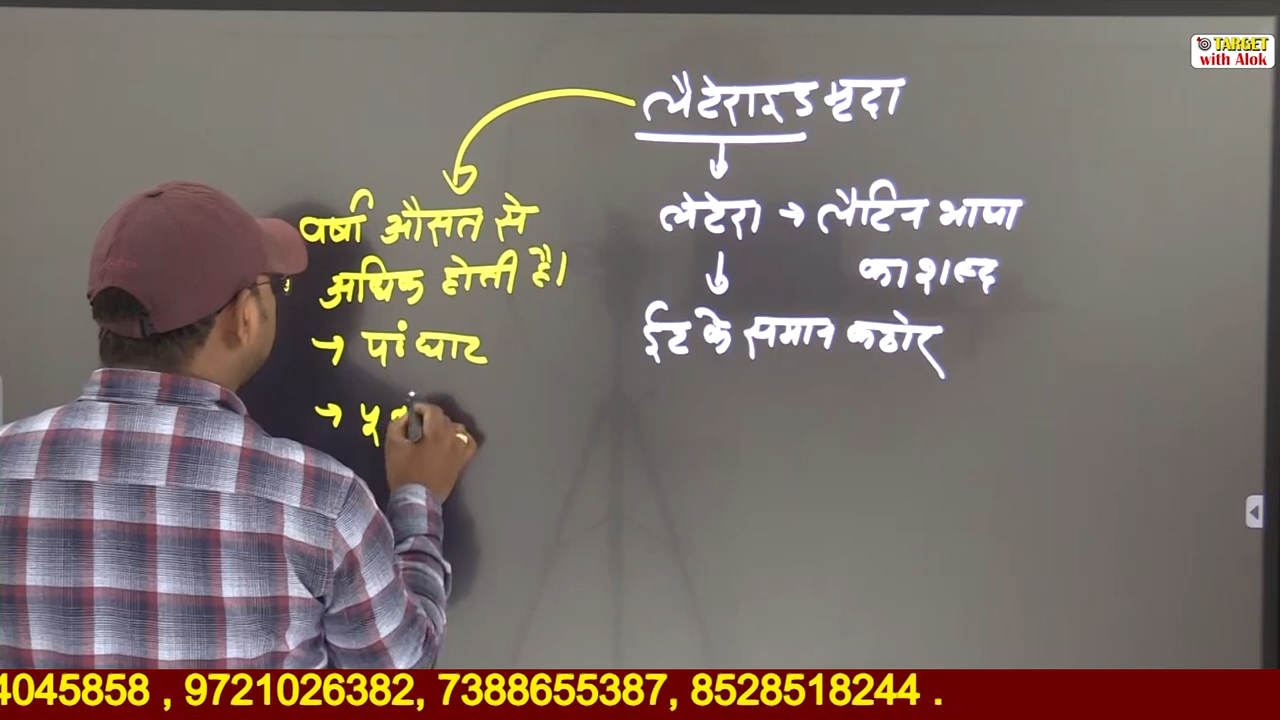 TARGET
with Alok
लैटेराइड मृदा
लेटेरा → लैटिन भाषा
का शब्द
ईट के समान कठोर
वर्षा औसत से
अधिक होती है।
→ पं घाट
→ पू
4045858 , 9721026382, 7388655387, 8528518244 .